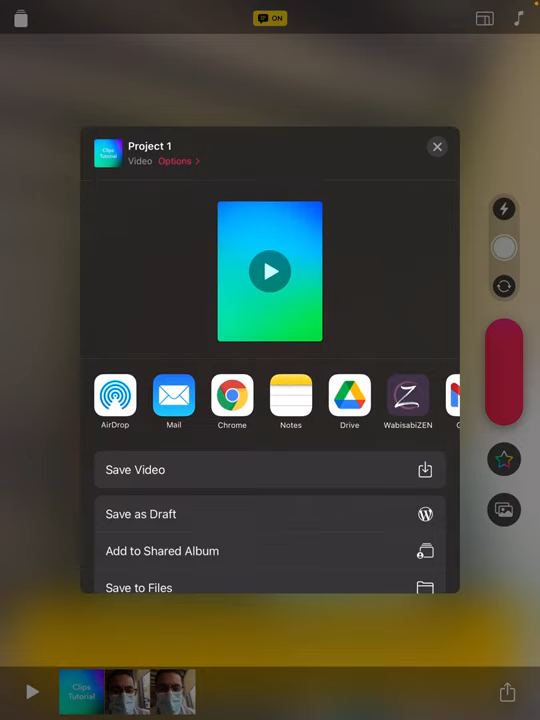 ON
Clips
Tutorial
Project 1
Video Options >
AirDrop
Mail
Chrome
Notes
Drive
WabisabiZEN
Save Video
Save as Draft
Add to Shared Album
Save to Files
Clips
Tutorial